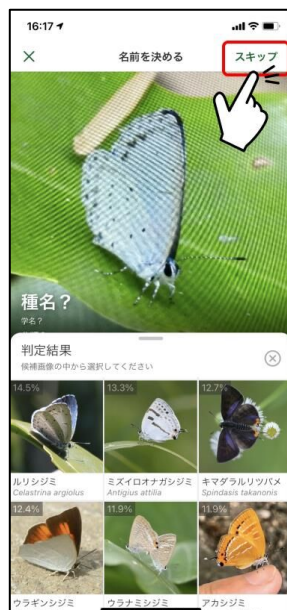 16:17
名前を決める
スキップ
種名？
学名？
判定結果
候補画像の中から選択してください
14.5%
13.3%
12.7%
ルリシジミ
ミズイロオナガシジミ
キマダラルリツバメ
Celastrina argiolus
Antigius attilia
Spindasis takanonis
12.4%
11.9%
11.9%
ウラギンシジミ
ウラナミシジミ
アカシジミ